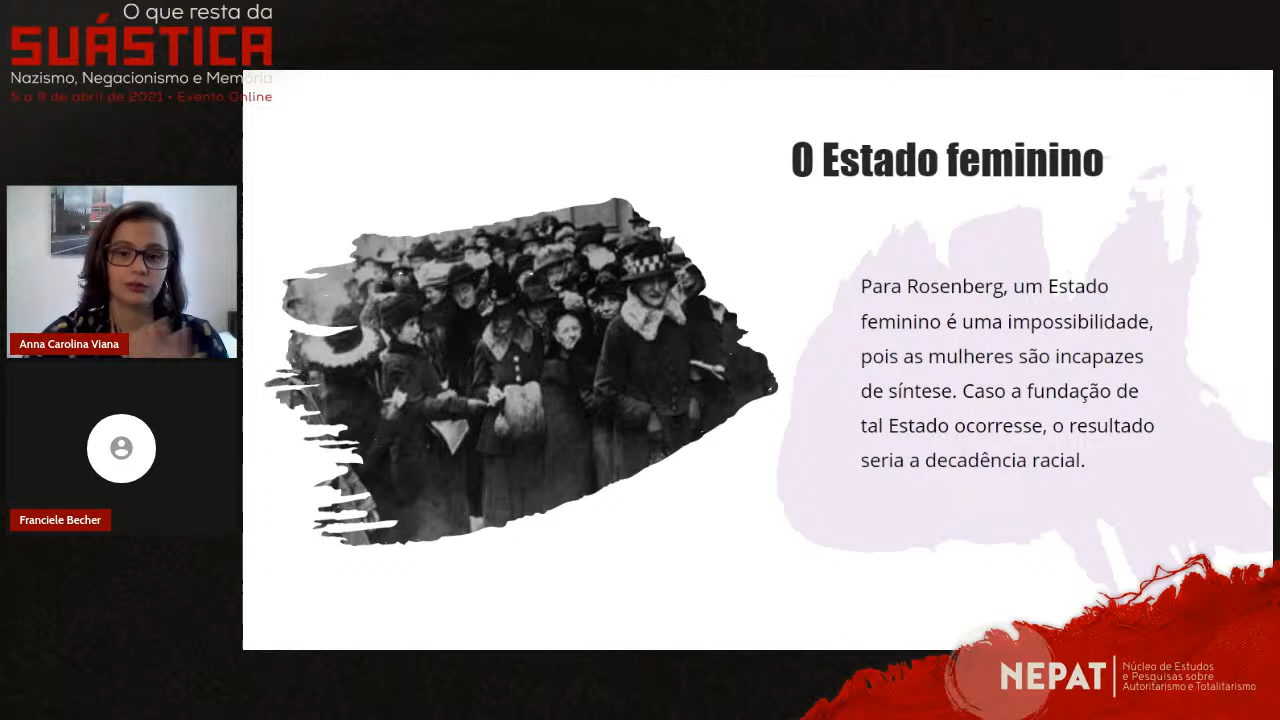 O que resta da
SUÁSTICA
Nazismo, Negacionismo e Memória
5 a 9 de abril de 2021 • Evento Online
O Estado feminino
Para Rosenberg, um Estado
feminino é uma impossibilidade,
pois as mulheres são incapazes
de síntese. Caso a fundação de
tal Estado ocorresse, o resultado
seria a decadência racial.
Anna Carolina Viana
Franciele Becher
NEPAT
Núcleo de Estudos
e Pesquisas sobre
Autoritarismo e Totalitarismo